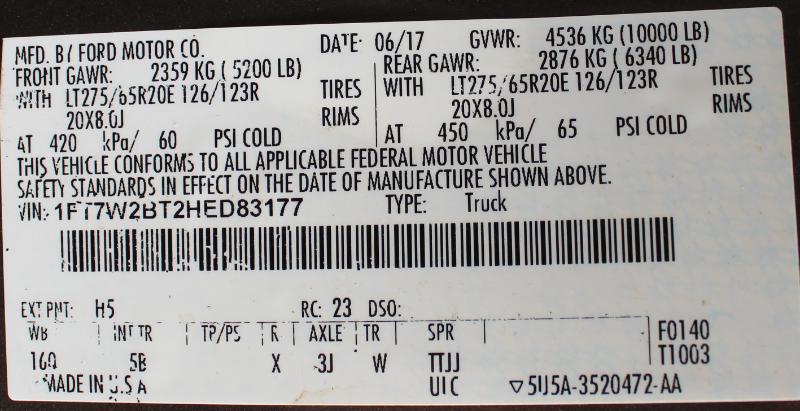 MFD. BY FORD MOTOR CO. DATE: 06/17 GVWR: 4536 KG (10000 LB)
FRONT GAWR: 2359 KG ( 5200 LB) REAR GAWR: 2876 KG ( 6340 LB)
WITH LT275/65R20E 126/123R TIRES WITH LT275/65R20E 126/123R TIRES
20X8.0J RIMS 20X8.0J RIMS
AT 420 kPa/ 60 PSI COLD AT 450 kPa/ 65 PSI COLD
THIS VEHICLE CONFORMS TO ALL APPLICABLE FEDERAL MOTOR VEHICLE
SAFETY STANDARDS IN EFFECT ON THE DATE OF MANUFACTURE SHOWN ABOVE.
VIN: 1FT7W2BT2HED83177 TYPE: Truck
EXT PNT: H5 RC: 23 DSO:
WB INT TR TP/PS R AXLE TR SPR F0140
160 5B X 3J W TTJJ T1003
MADE IN U.S A UIC ▽5U5A-3520472-AA